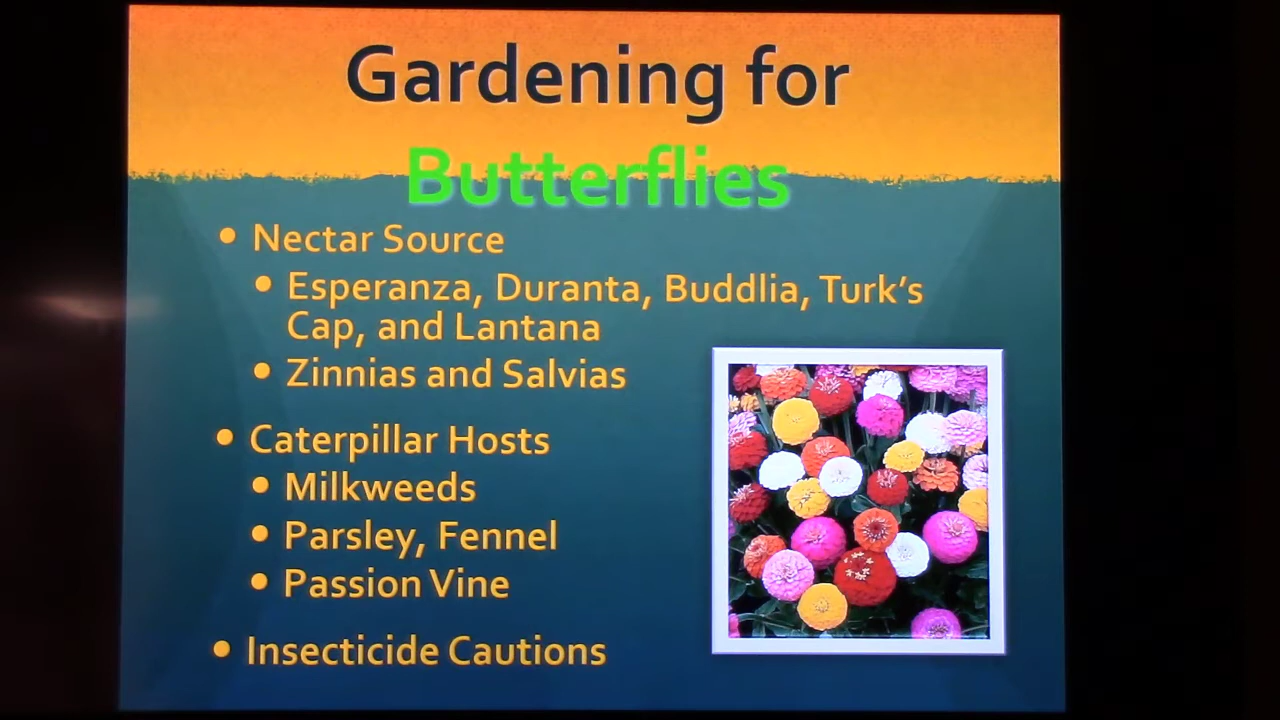 Gardening for
Butterflies
• Nectar Source
• Esperanza, Duranta, Buddlia, Turk's
Cap, and Lantana
• Zinnias and Salvias
• Caterpillar Hosts
• Milkweeds
• Parsley, Fennel
• Passion Vine
• Insecticide Cautions